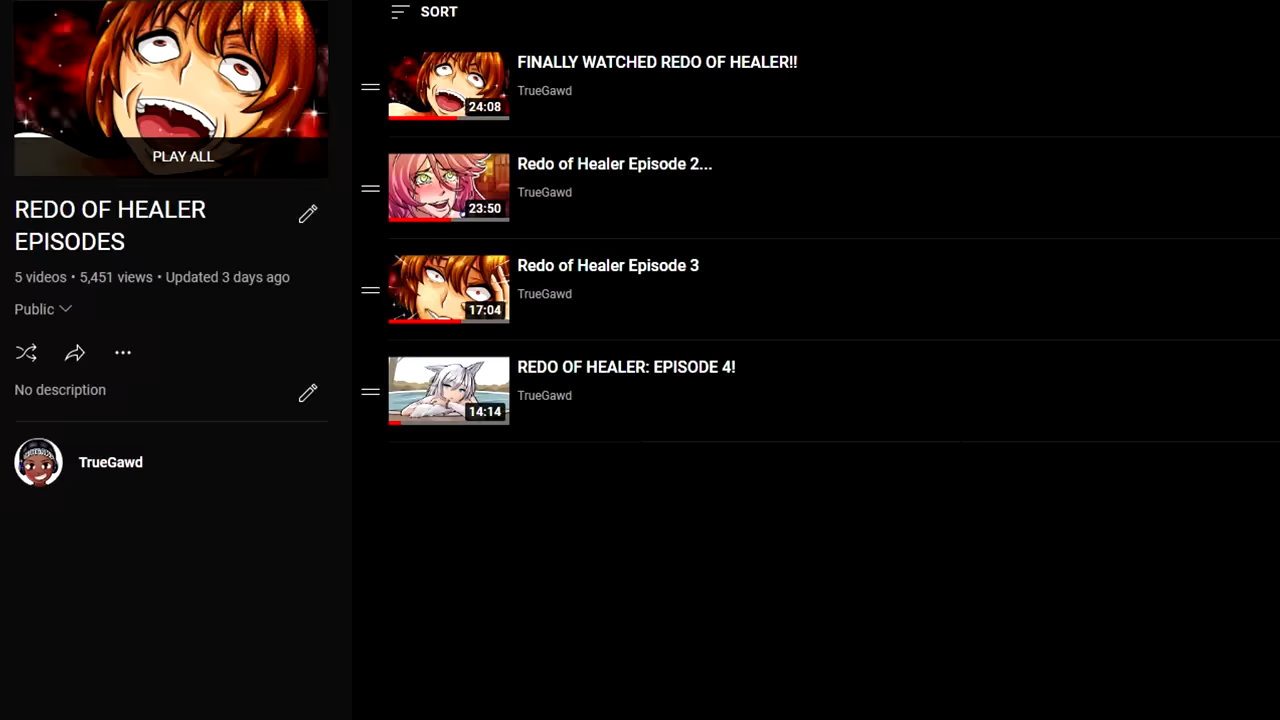 SORT
FINALLY WATCHED REDO OF HEALER!!
TrueGawd
24:08
PLAY ALL
Redo of Healer Episode 2...
TrueGawd
23:50
REDO OF HEALER
EPISODES
5 videos • 5,451 views • Updated 3 days ago
Public
Redo of Healer Episode 3
TrueGawd
17:04
No description
REDO OF HEALER: EPISODE 4!
TrueGawd
14:14
TrueGawd